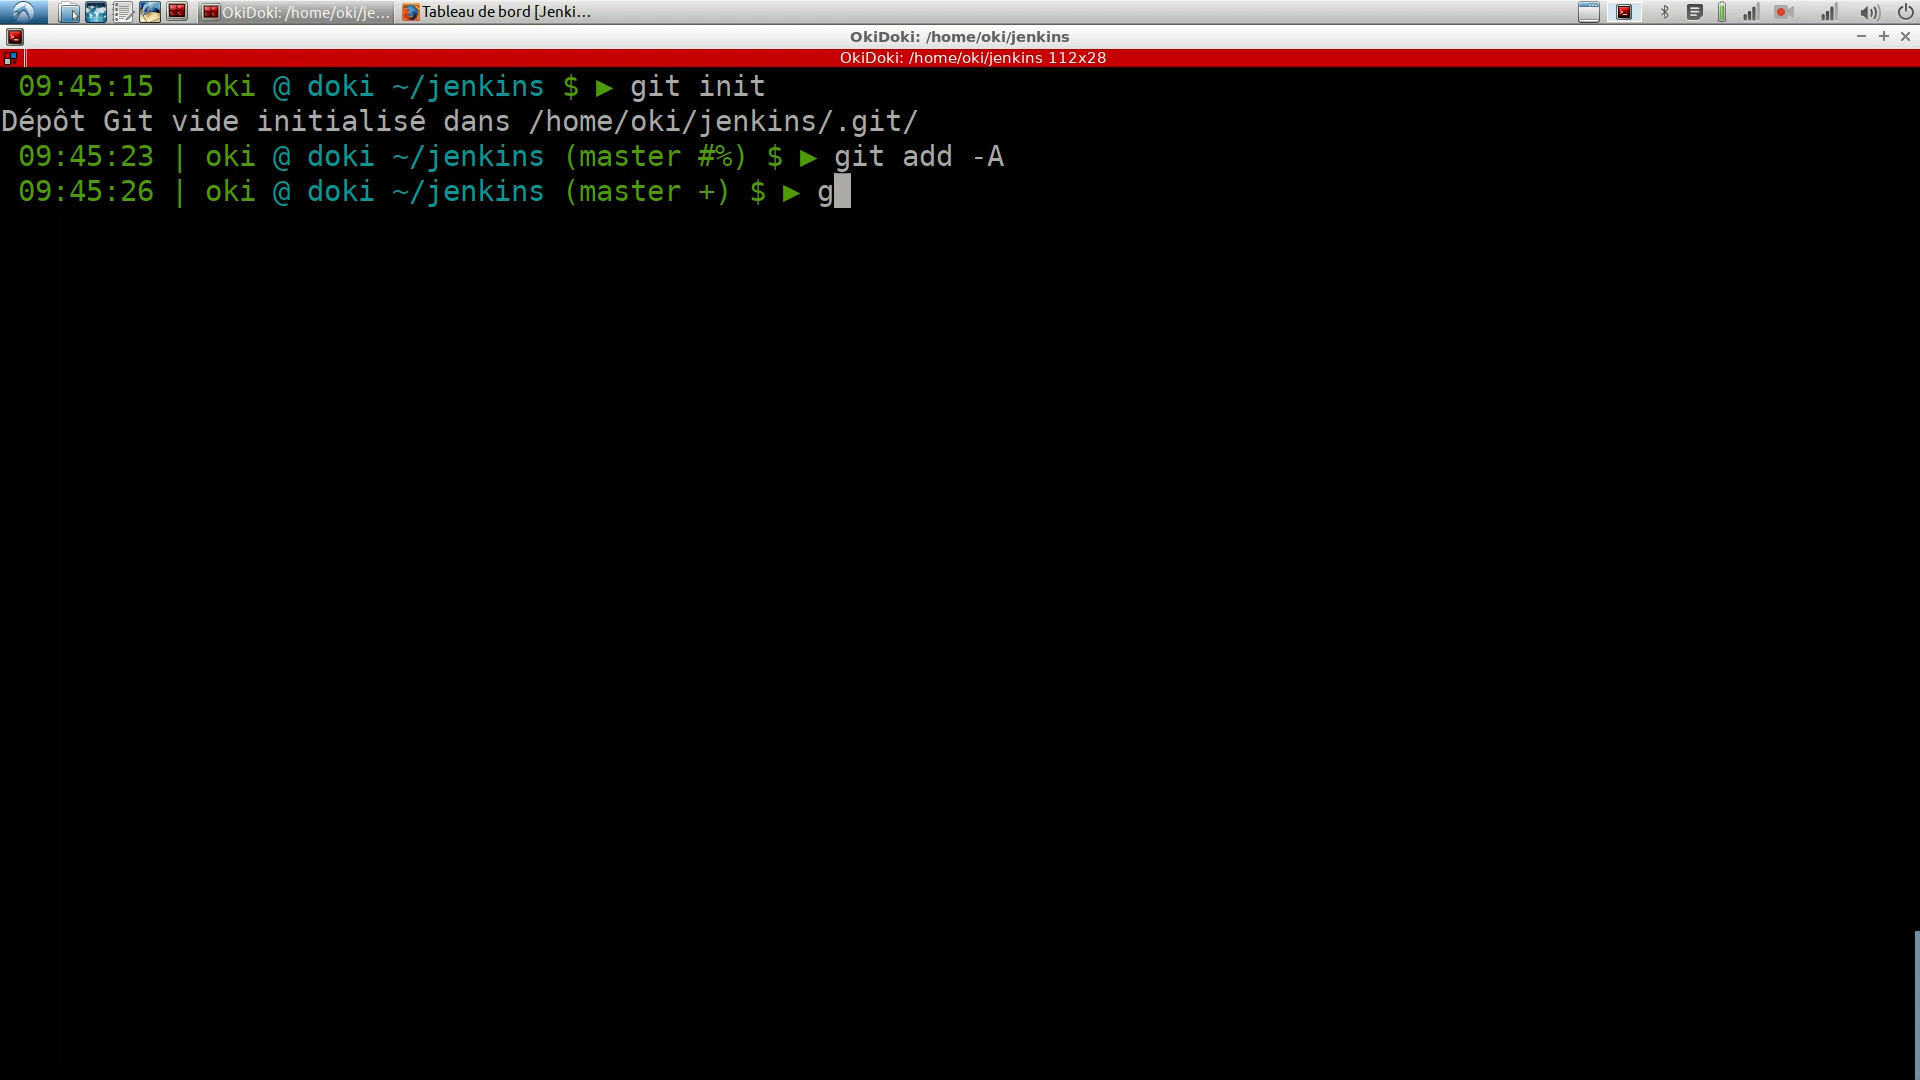 OkiDoki: /home/oki/je...
Tableau de bord [Jenki...
OkiDoki: /home/oki/jenkins
OkiDoki: /home/oki/jenkins 112x28
09:45:15 | oki @ doki ~/jenkins $ ▶ git init
Dépôt Git vide initialisé dans /home/oki/jenkins/.git/
09:45:23 | oki @ doki ~/jenkins (master #%) $ ▶ git add -A
09:45:26 | oki @ doki ~/jenkins (master +) $ ▶ g